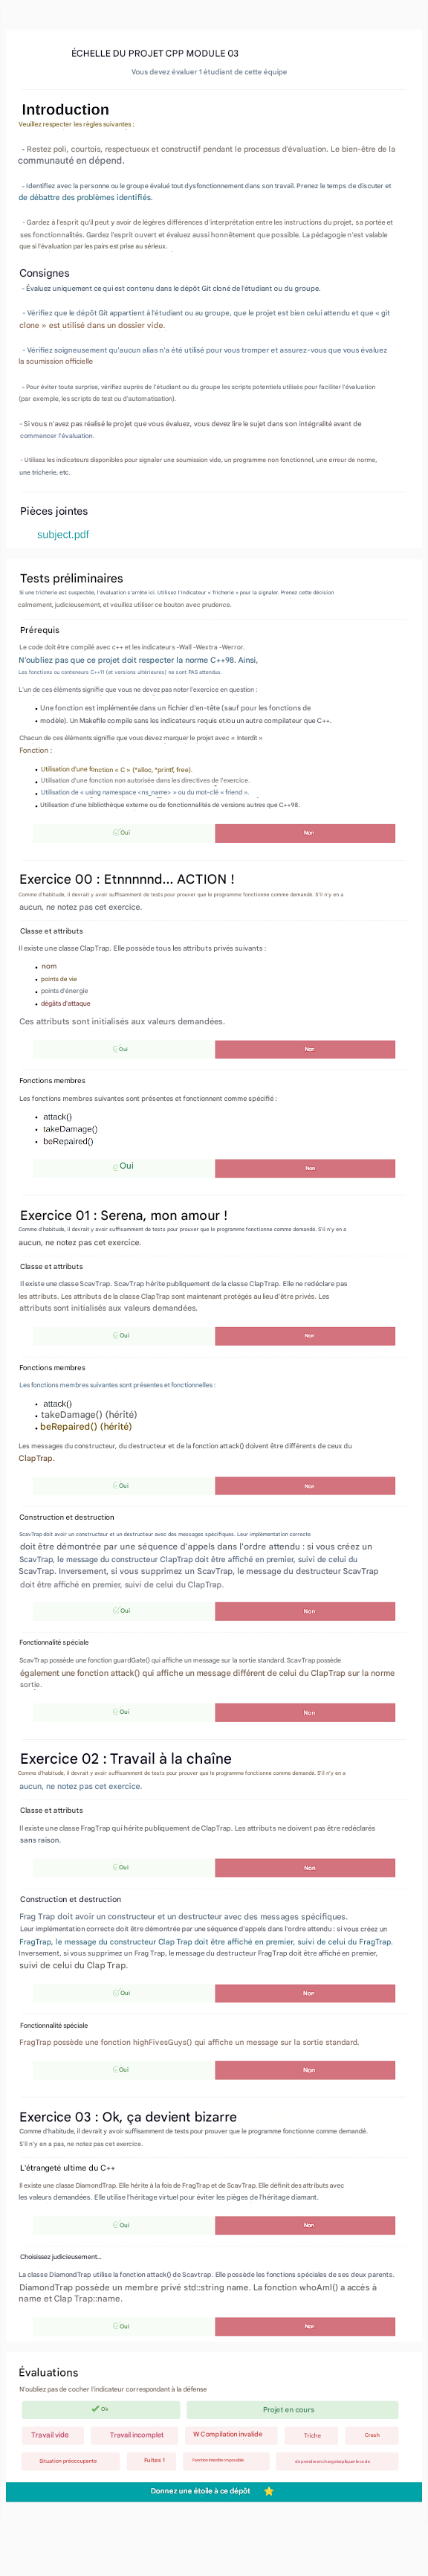 ÉCHELLE DU PROJET CPP MODULE 03
Vous devez évaluer 1 étudiant de cette équipe
Introduction
Veuillez respecter les règles suivantes :
- Restez poli, courtois, respectueux et constructif pendant le processus d'évaluation. Le bien-être de la
communauté en dépend.
- Identifiez avec la personne ou le groupe évalué tout dysfonctionnement dans son travail. Prenez le temps de discuter et
de débattre des problèmes identifiés.
- Gardez à l'esprit qu'il peut y avoir de légères différences d'interprétation entre les instructions du projet, sa portée et
ses fonctionnalités. Gardez l'esprit ouvert et évaluez aussi honnêtement que possible. La pédagogie n'est valable
que si l'évaluation par les pairs est prise au sérieux.
Consignes
- Évaluez uniquement ce qui est contenu dans le dépôt Git cloné de l'étudiant ou du groupe.
- Vérifiez que le dépôt Git appartient à l'étudiant ou au groupe, que le projet est bien celui attendu et que « git
clone » est utilisé dans un dossier vide.
- Vérifiez soigneusement qu'aucun alias n'a été utilisé pour vous tromper et assurez-vous que vous évaluez
la soumission officielle
- Pour éviter toute surprise, vérifiez auprès de l'étudiant ou du groupe les scripts potentiels utilisés pour faciliter l'évaluation
(par exemple, les scripts de test ou d'automatisation).
- Si vous n'avez pas réalisé le projet que vous évaluez, vous devez lire le sujet dans son intégralité avant de
commencer l'évaluation.
- Utilisez les indicateurs disponibles pour signaler une soumission vide, un programme non fonctionnel, une erreur de norme,
une tricherie, etc.
Pièces jointes
subject.pdf
Tests préliminaires
Si une tricherie est suspectée, l'évaluation s'arrête ici. Utilisez l'indicateur « Tricherie » pour la signaler. Prenez cette décision
calmement, judicieusement, et veuillez utiliser ce bouton avec prudence.
Prérequis
Le code doit être compilé avec c++ et les indicateurs -Wall -Wextra -Werror.
N'oubliez pas que ce projet doit respecter la norme C++98. Ainsi,
Les fonctions ou conteneurs C++11 (et versions ultérieures) ne sont PAS attendus.
L'un de ces éléments signifie que vous ne devez pas noter l'exercice en question :
• Une fonction est implémentée dans un fichier d'en-tête (sauf pour les fonctions de
• modèle). Un Makefile compile sans les indicateurs requis et/ou un autre compilateur que C++.
Chacun de ces éléments signifie que vous devez marquer le projet avec « Interdit »
Fonction :
• Utilisation d'une fonction « C » (*alloc, *printf, free).
• Utilisation d'une fonction non autorisée dans les directives de l'exercice.
• Utilisation de « using namespace <ns_name> » ou du mot-clé « friend ».
• Utilisation d'une bibliothèque externe ou de fonctionnalités de versions autres que C++98.
Oui Non
Exercice 00 : Etnnnnnd... ACTION !
Comme d'habitude, il devrait y avoir suffisamment de tests pour prouver que le programme fonctionne comme demandé. S'il n'y en a
aucun, ne notez pas cet exercice.
Classe et attributs
Il existe une classe ClapTrap. Elle possède tous les attributs privés suivants :
• nom
• points de vie
• points d'énergie
• dégâts d'attaque
Ces attributs sont initialisés aux valeurs demandées.
Oui Non
Fonctions membres
Les fonctions membres suivantes sont présentes et fonctionnent comme spécifié :
• attack()
• takeDamage()
• beRepaired()
Oui Non
Exercice 01 : Serena, mon amour !
Comme d'habitude, il devrait y avoir suffisamment de tests pour prouver que le programme fonctionne comme demandé. S'il n'y en a
aucun, ne notez pas cet exercice.
Classe et attributs
Il existe une classe ScavTrap. ScavTrap hérite publiquement de la classe ClapTrap. Elle ne redéclare pas
les attributs. Les attributs de la classe ClapTrap sont maintenant protégés au lieu d'être privés. Les
attributs sont initialisés aux valeurs demandées.
Oui Non
Fonctions membres
Les fonctions membres suivantes sont présentes et fonctionnelles :
• attack()
• takeDamage() (hérité)
• beRepaired() (hérité)
Les messages du constructeur, du destructeur et de la fonction attack() doivent être différents de ceux du
ClapTrap.
Oui Non
Construction et destruction
ScavTrap doit avoir un constructeur et un destructeur avec des messages spécifiques. Leur implémentation correcte
doit être démontrée par une séquence d'appels dans l'ordre attendu : si vous créez un
ScavTrap, le message du constructeur ClapTrap doit être affiché en premier, suivi de celui du
ScavTrap. Inversement, si vous supprimez un ScavTrap, le message du destructeur ScavTrap
doit être affiché en premier, suivi de celui du ClapTrap.
Oui Non
Fonctionnalité spéciale
ScavTrap possède une fonction guardGate() qui affiche un message sur la sortie standard. ScavTrap possède
également une fonction attack() qui affiche un message différent de celui du ClapTrap sur la norme
sortie.
Oui Non
Exercice 02 : Travail à la chaîne
Comme d'habitude, il devrait y avoir suffisamment de tests pour prouver que le programme fonctionne comme demandé. S'il n'y en a
aucun, ne notez pas cet exercice.
Classe et attributs
Il existe une classe FragTrap qui hérite publiquement de ClapTrap. Les attributs ne doivent pas être redéclarés
sans raison.
Oui Non
Construction et destruction
Frag Trap doit avoir un constructeur et un destructeur avec des messages spécifiques.
Leur implémentation correcte doit être démontrée par une séquence d'appels dans l'ordre attendu : si vous créez un
FragTrap, le message du constructeur Clap Trap doit être affiché en premier, suivi de celui du FragTrap.
Inversement, si vous supprimez un Frag Trap, le message du destructeur FragTrap doit être affiché en premier,
suivi de celui du Clap Trap.
Oui Non
Fonctionnalité spéciale
FragTrap possède une fonction highFivesGuys() qui affiche un message sur la sortie standard.
Oui Non
Exercice 03 : Ok, ça devient bizarre
Comme d'habitude, il devrait y avoir suffisamment de tests pour prouver que le programme fonctionne comme demandé.
S'il n'y en a pas, ne notez pas cet exercice.
L'étrangeté ultime du C++
Il existe une classe DiamondTrap. Elle hérite à la fois de FragTrap et de ScavTrap. Elle définit des attributs avec
les valeurs demandées. Elle utilise l'héritage virtuel pour éviter les pièges de l'héritage diamant.
Oui Non
Choisissez judicieusement...
La classe DiamondTrap utilise la fonction attack() de Scavtrap. Elle possède les fonctions spéciales de ses deux parents.
DiamondTrap possède un membre privé std::string name. La fonction whoAmI() a accès à
name et Clap Trap::name.
Oui Non
Évaluations
N'oubliez pas de cocher l'indicateur correspondant à la défense
Ok Projet en cours
Travail vide Travail incomplet W Compilation invalide Triche Crash
Situation préoccupante Fuites 1 Fonction interdite Impossible
Donnez une étoile à ce dépôt